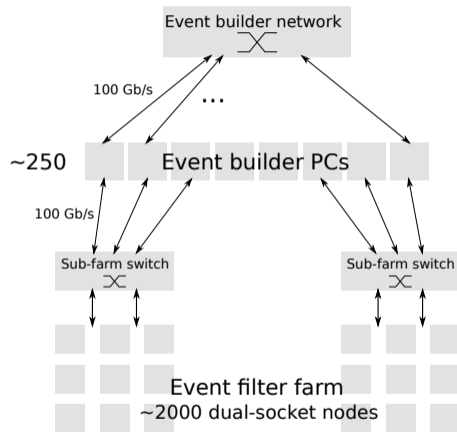 Event builder network
100 Gb/s
...
~250
Event builder PCs
100 Gb/s
Sub-farm switch
Sub-farm switch
Event filter farm
~2000 dual-socket nodes